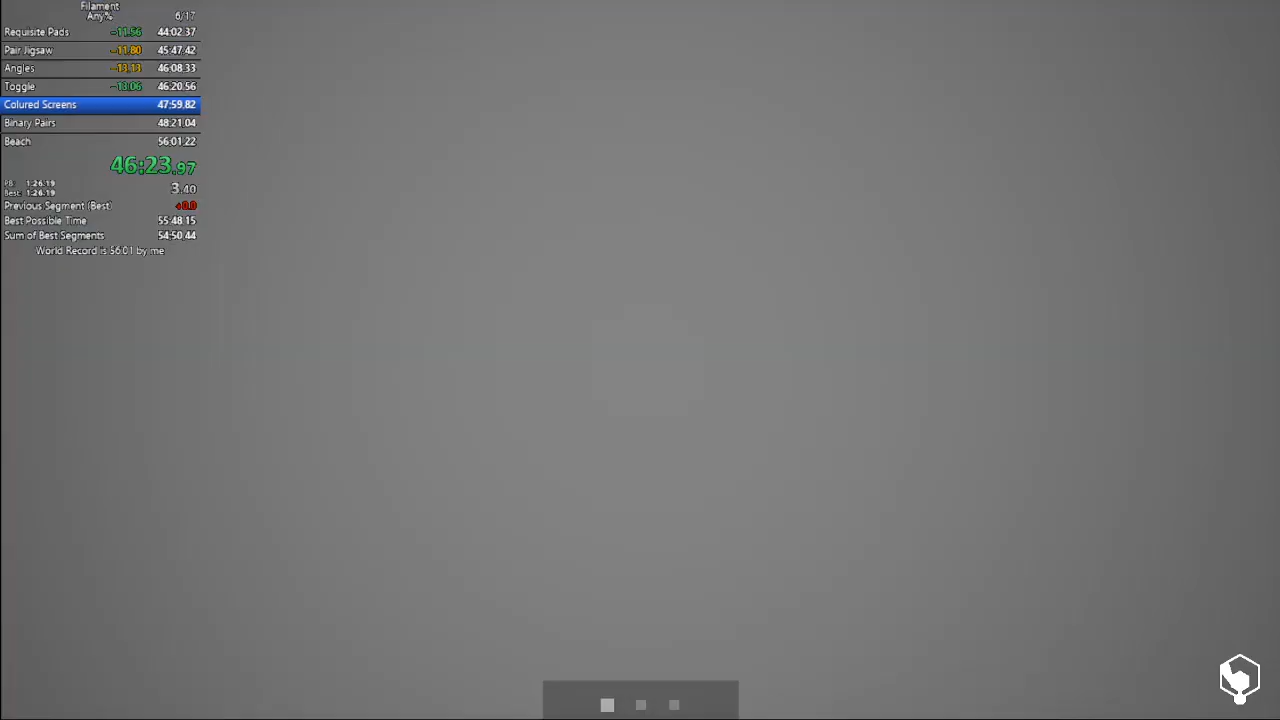 Filament
Any%
6/17
Requisite Pads -11.56 44:02.37
Pair Jigsaw -11.80 45:47.42
Angles -13.13 46:08.33
Toggle -13.06 46:20.56
Colured Screens 47:59.82
Binary Pairs 48:21.04
Beach 56:01.22
46:23.97
PB: 1:26.19
Best: 1:26.19
3.40
Previous Segment (Best) +0.0
Best Possible Time 55:48.15
Sum of Best Segments 54:50.44
World Record is 56:01 by me